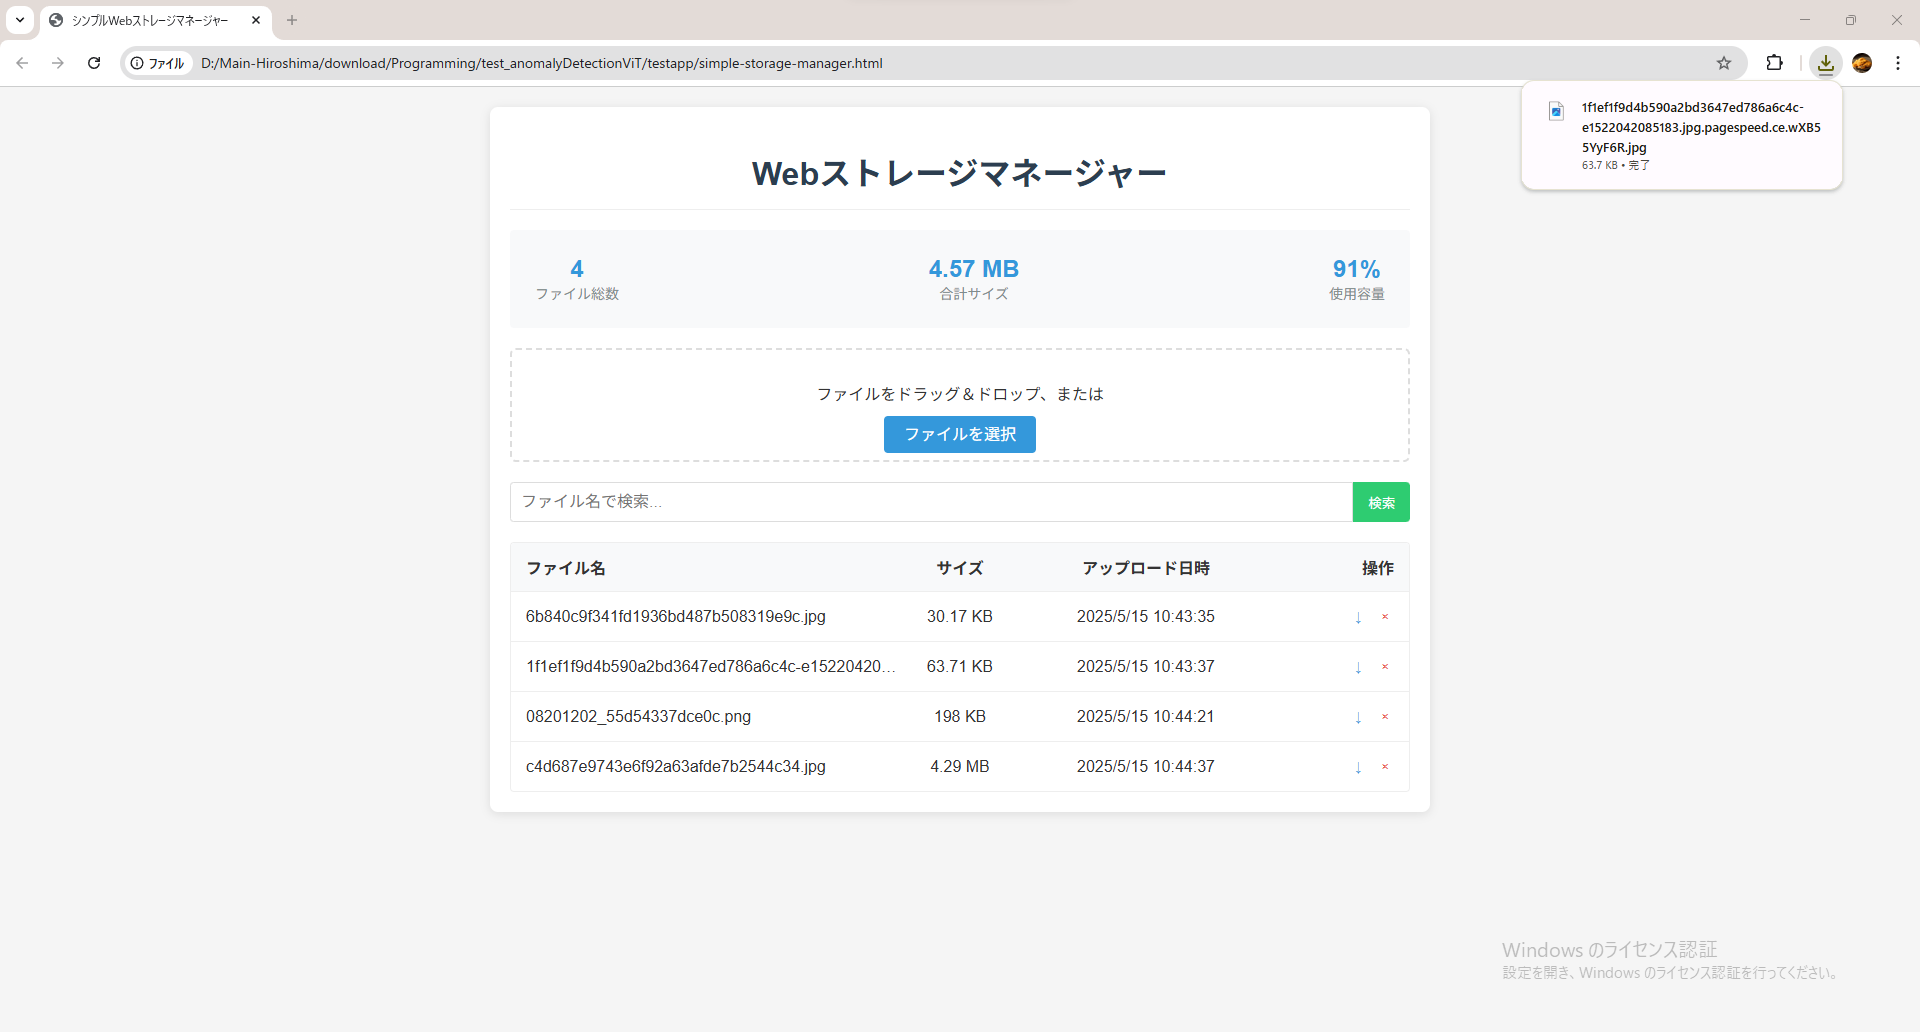 シンプルWebストレージマネージャー
ファイル
D:/Main-Hiroshima/download/Programming/test_anomalyDetectionViT/testapp/simple-storage-manager.html
1f1ef1f9d4b590a2bd3647ed786a6c4c-
e1522042085183.jpg.pagespeed.ce.wXB5
5YyF6R.jpg
63.7 KB • 完了
Webストレージマネージャー
4
ファイル総数
4.57 MB
合計サイズ
91%
使用容量
ファイルをドラッグ＆ドロップ、または
ファイルを選択
ファイル名で検索...
検索
ファイル名 サイズ アップロード日時 操作
6b840c9f341fd1936bd487b508319e9c.jpg 30.17 KB 2025/5/15 10:43:35 ↓ ×
1f1ef1f9d4b590a2bd3647ed786a6c4c-e15220420... 63.71 KB 2025/5/15 10:43:37 ↓ ×
08201202_55d54337dce0c.png 198 KB 2025/5/15 10:44:21 ↓ ×
c4d687e9743e6f92a63afde7b2544c34.jpg 4.29 MB 2025/5/15 10:44:37 ↓ ×
Windows のライセンス認証
設定を開き、Windows のライセンス認証を行ってください。